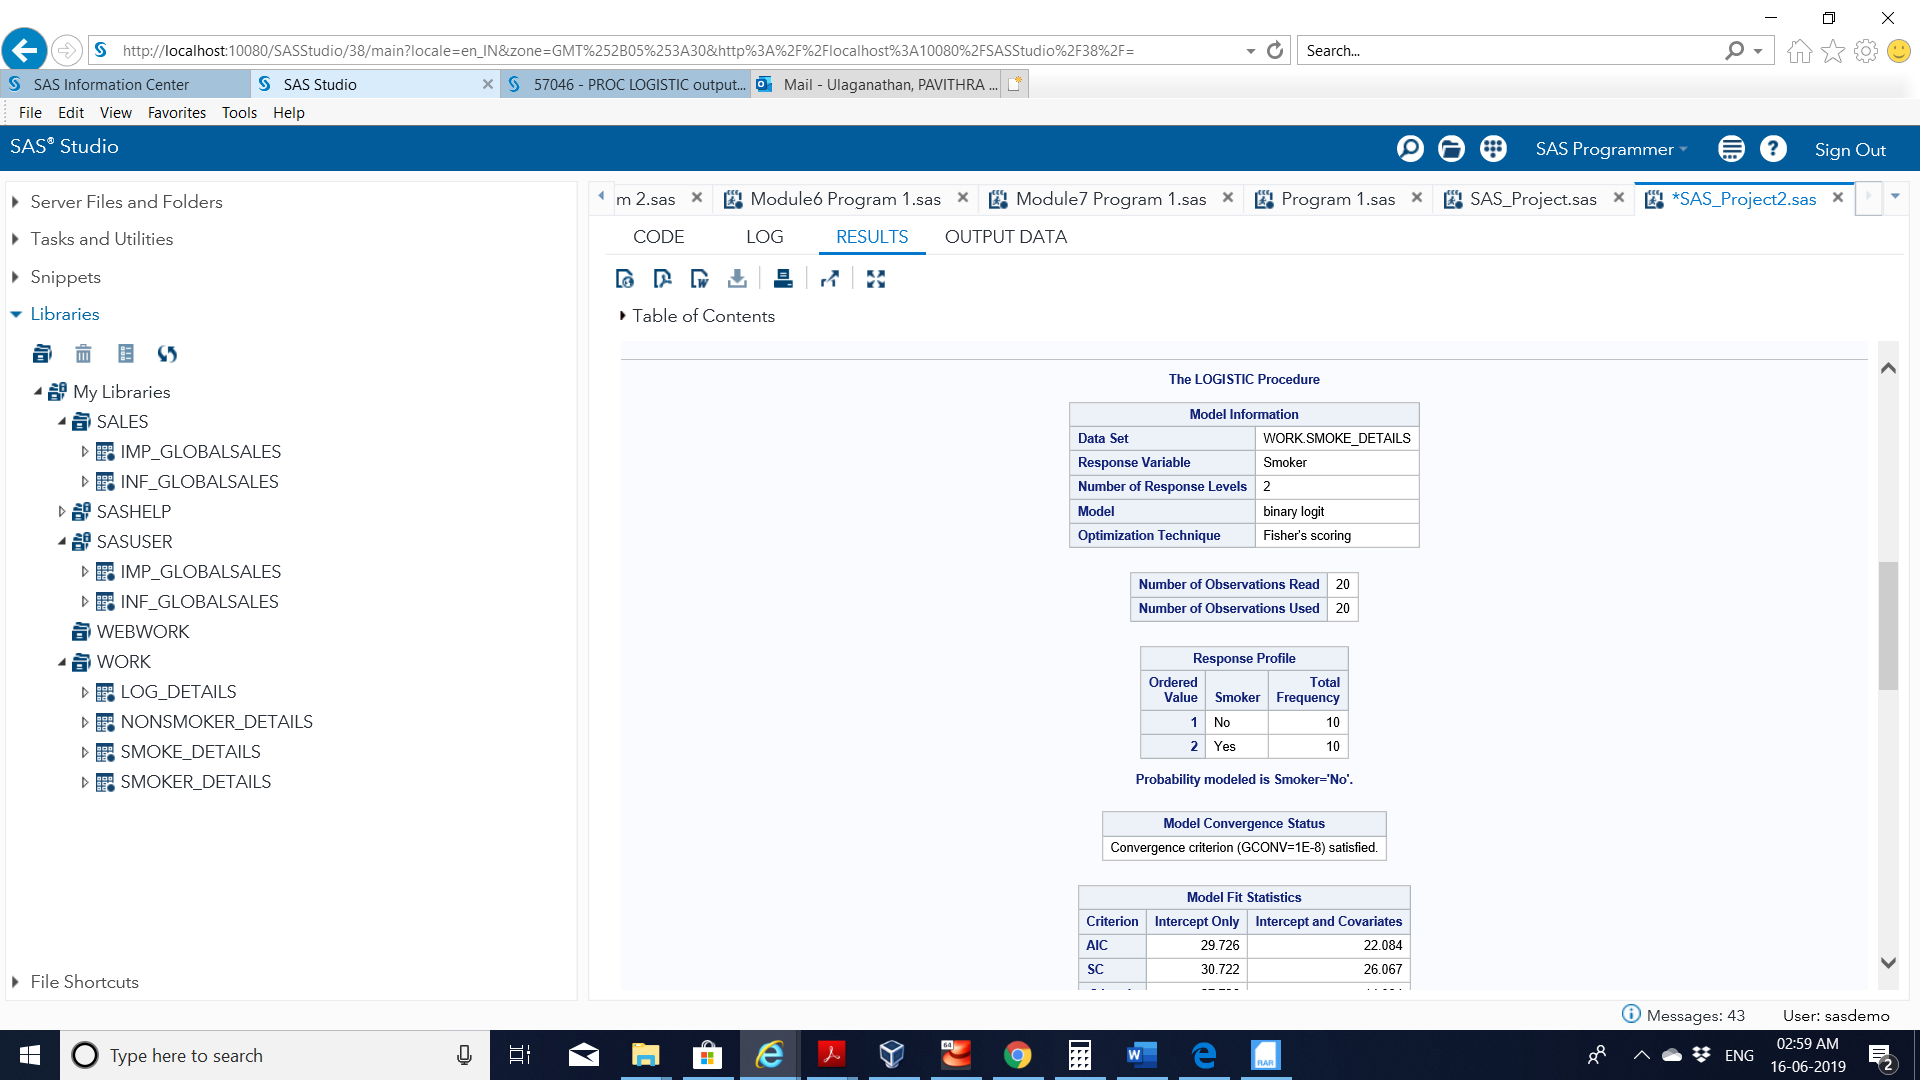 http://localhost:10080/SASStudio/38/main?locale=en_IN&zone=GMT%252B05%253A30&http%3A%2F%2Flocalhost%3A10080%2FSASStudio%2F38%2F=
Search...
SAS Information Center
SAS Studio
57046 - PROC LOGISTIC output...
Mail - Ulaganathan, PAVITHRA ...
File Edit View Favorites Tools Help
SAS® Studio
SAS Programmer
Sign Out
Server Files and Folders
Tasks and Utilities
Snippets
Libraries
My Libraries
SALES
IMP_GLOBALSALES
INF_GLOBALSALES
SASHELP
SASUSER
IMP_GLOBALSALES
INF_GLOBALSALES
WEBWORK
WORK
LOG_DETAILS
NONSMOKER_DETAILS
SMOKE_DETAILS
SMOKER_DETAILS
File Shortcuts
m 2.sas
Module6 Program 1.sas
Module7 Program 1.sas
Program 1.sas
SAS_Project.sas
*SAS_Project2.sas
CODE LOG RESULTS OUTPUT DATA
Table of Contents
The LOGISTIC Procedure
Model Information
Data Set WORK.SMOKE_DETAILS
Response Variable Smoker
Number of Response Levels 2
Model binary logit
Optimization Technique Fisher's scoring
Number of Observations Read 20
Number of Observations Used 20
Response Profile
Ordered Value Smoker Total Frequency
1 No 10
2 Yes 10
Probability modeled is Smoker='No'.
Model Convergence Status
Convergence criterion (GCONV=1E-8) satisfied.
Model Fit Statistics
Criterion Intercept Only Intercept and Covariates
AIC 29.726 22.084
SC 30.722 26.067
Messages: 43
User: sasdemo
Type here to search
64
RAR
ENG
02:59 AM
16-06-2019
2